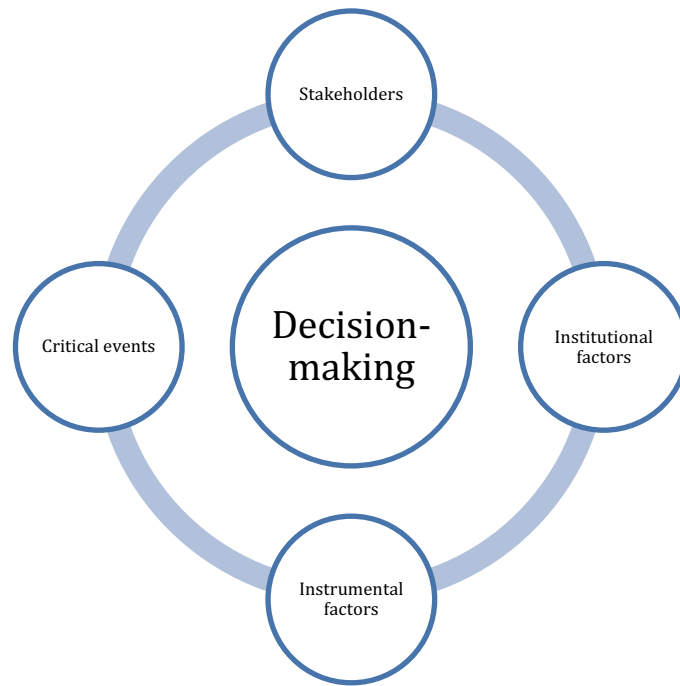 Stakeholders
Critical events
Decision-
making
Institutional
factors
Instrumental
factors